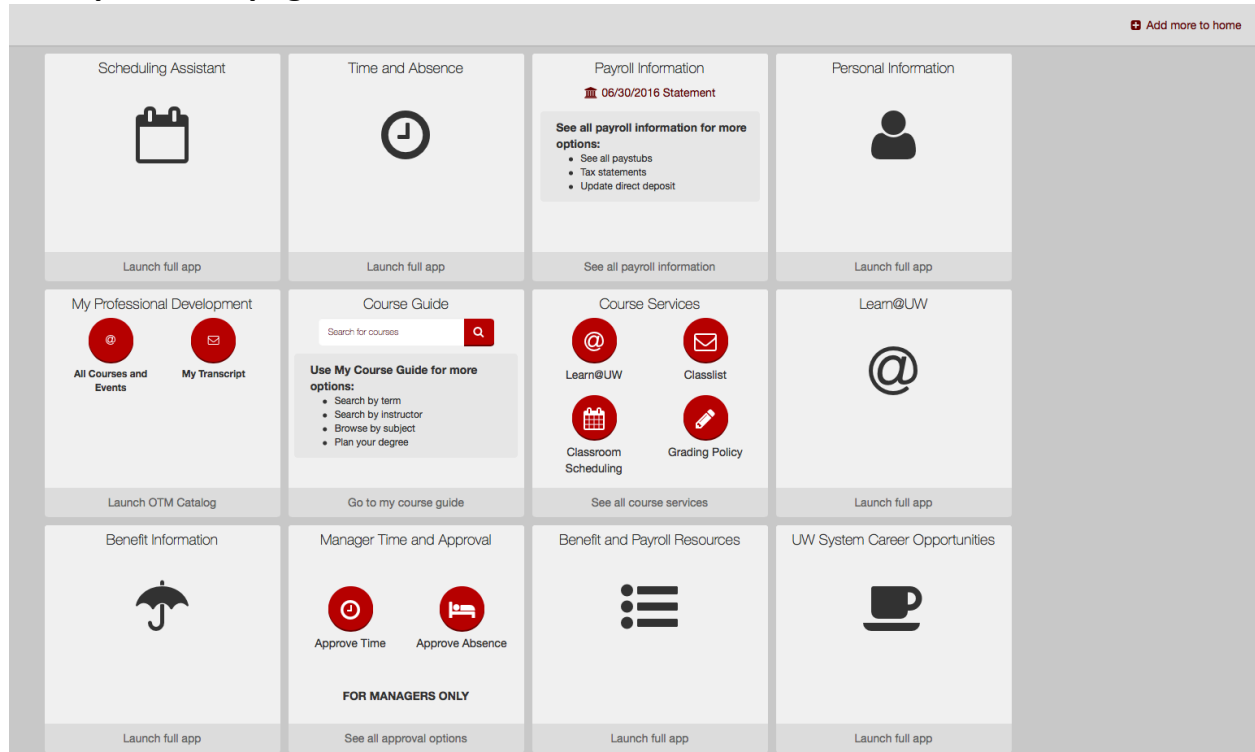 Add more to home
Scheduling Assistant
Launch full app
Time and Absence
Launch full app
Payroll Information
06/30/2016 Statement
See all payroll information for more
options:
• See all paystubs
• Tax statements
• Update direct deposit
See all payroll information
Personal Information
Launch full app
My Professional Development
@
All Courses and
Events
My Transcript
Launch OTM Catalog
Course Guide
Search for courses
Use My Course Guide for more
options:
• Search by term
• Search by instructor
• Browse by subject
• Plan your degree
Go to my course guide
Course Services
@
Learn@UW
Classlist
Classroom
Scheduling
Grading Policy
See all course services
Learn@UW
@
Launch full app
Benefit Information
Launch full app
Manager Time and Approval
Approve Time
Approve Absence
FOR MANAGERS ONLY
See all approval options
Benefit and Payroll Resources
Launch full app
UW System Career Opportunities
Launch full app